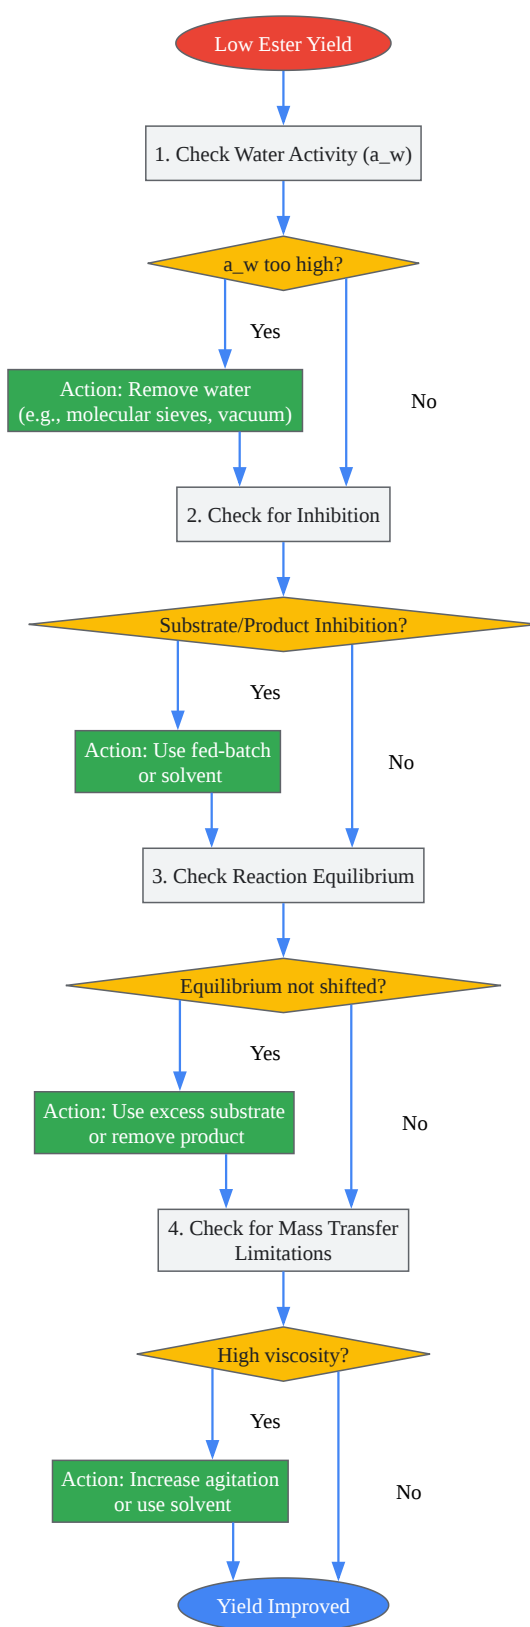 Low Ester Yield
1. Check Water Activity (a_w)
a_w too high?
Yes
Action: Remove water
(e.g., molecular sieves, vacuum)
No
2. Check for Inhibition
Substrate/Product Inhibition?
Yes
Action: Use fed-batch
or solvent
No
3. Check Reaction Equilibrium
Equilibrium not shifted?
Yes
Action: Use excess substrate
or remove product
No
4. Check for Mass Transfer
Limitations
High viscosity?
Yes
Action: Increase agitation
or use solvent
No
Yield Improved